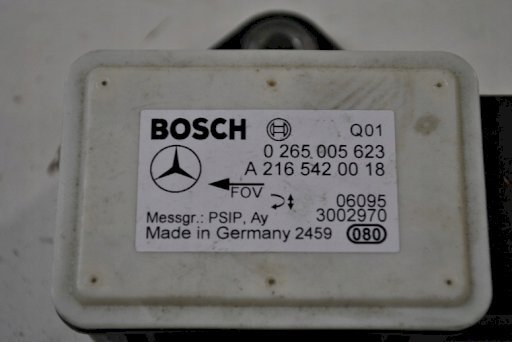 BOSCH Q01
0 265 005 623
A 216 542 00 18
FOV
06095
Messgr.: PSIP, Ay 3002970
Made in Germany 2459 080